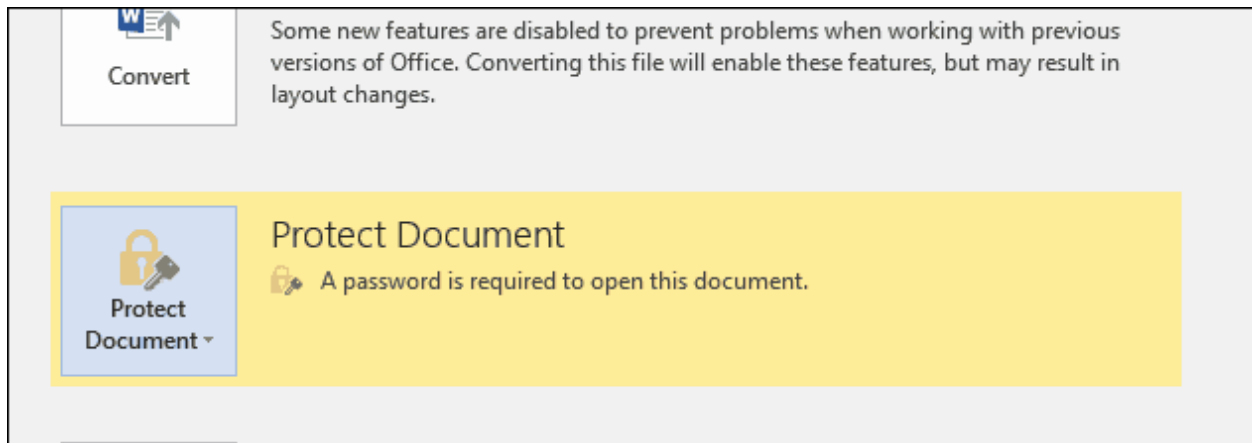 W
Convert
Some new features are disabled to prevent problems when working with previous
versions of Office. Converting this file will enable these features, but may result in
layout changes.
Protect
Document
Protect Document
A password is required to open this document.